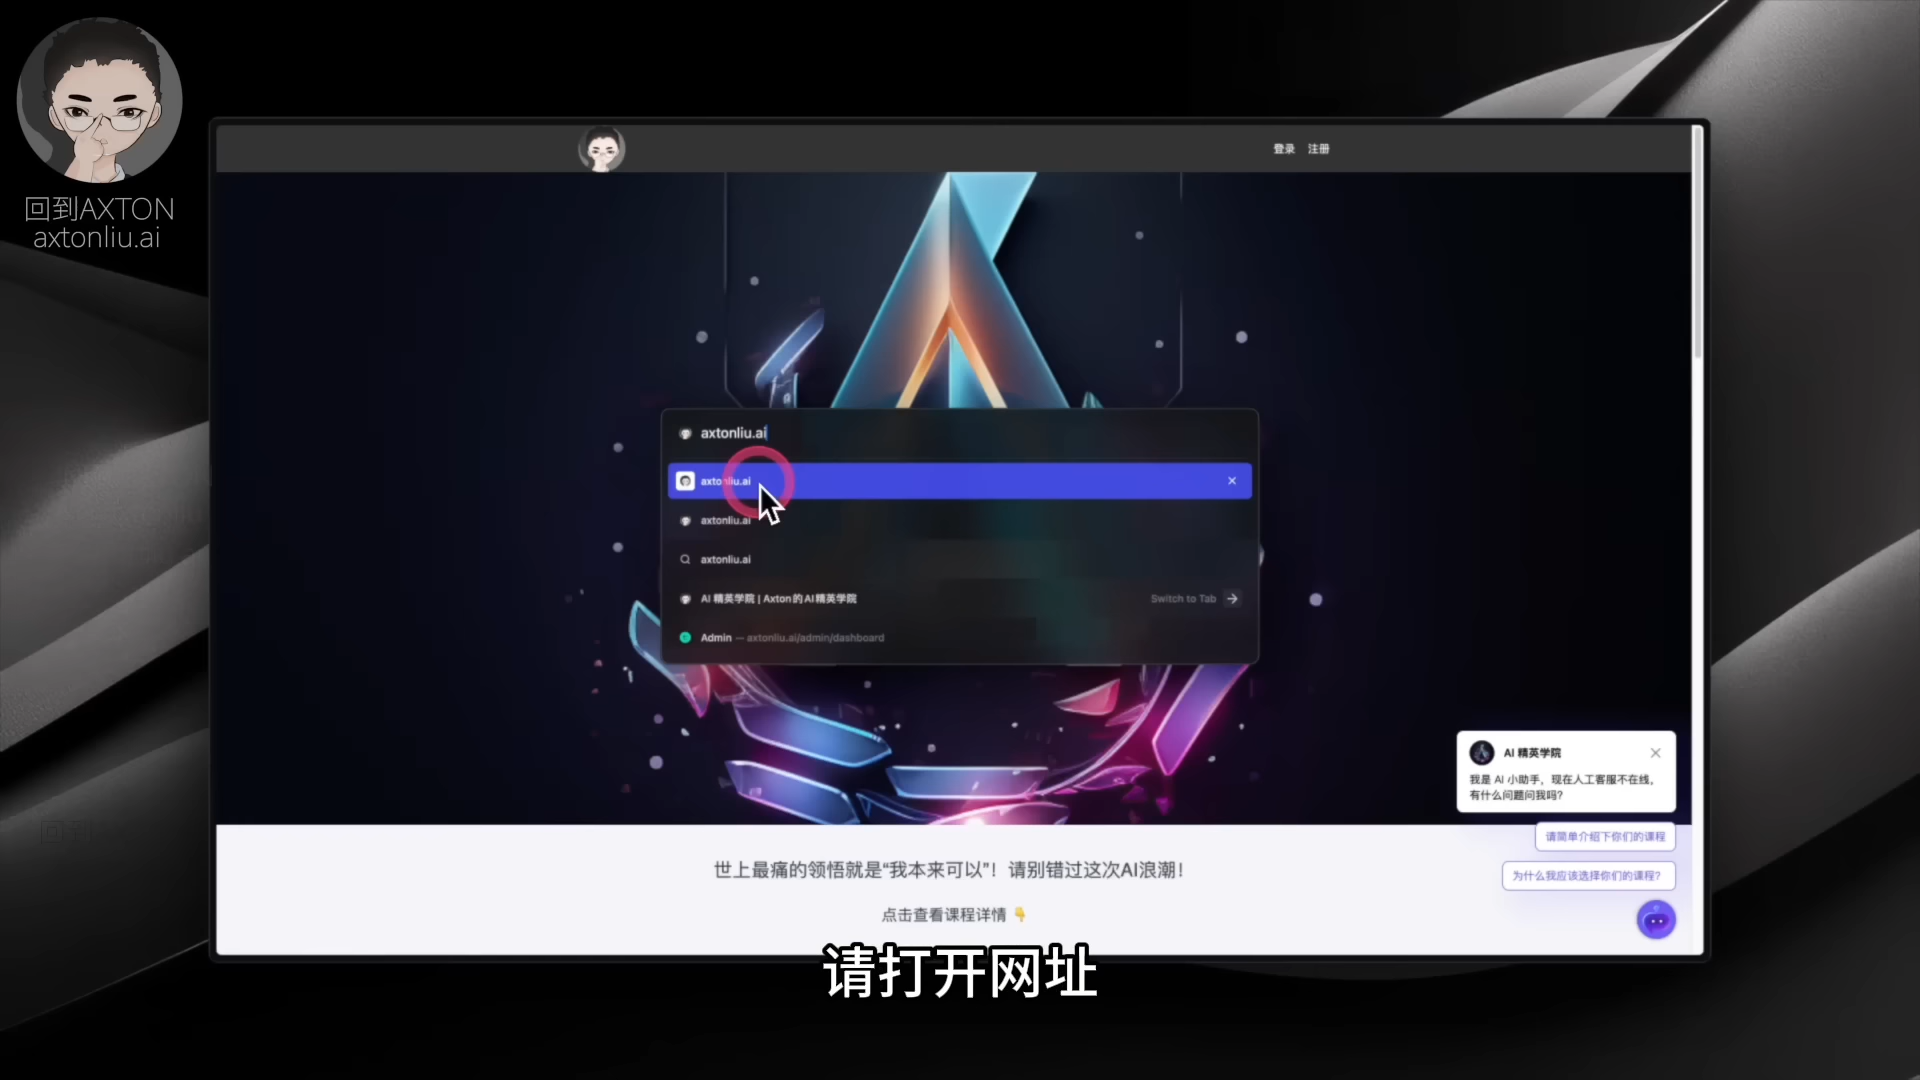 回到AXTON
axtonliu.ai
登录 注册
axtonliu.ai
axtonliu.ai
axtonliu.ai
axtonliu.ai
AI 精英学院 | Axton的AI精英学院 Switch to Tab
Admin — axtonliu.ai/admin/dashboard
AI 精英学院
我是 AI 小助手，现在人工客服不在线，
有什么问题问我吗？
请简单介绍下你们的课程
为什么我应该选择你们的课程？
世上最痛的领悟就是“我本来可以”！请别错过这次AI浪潮！
点击查看课程详情 👇
请打开网址
回到